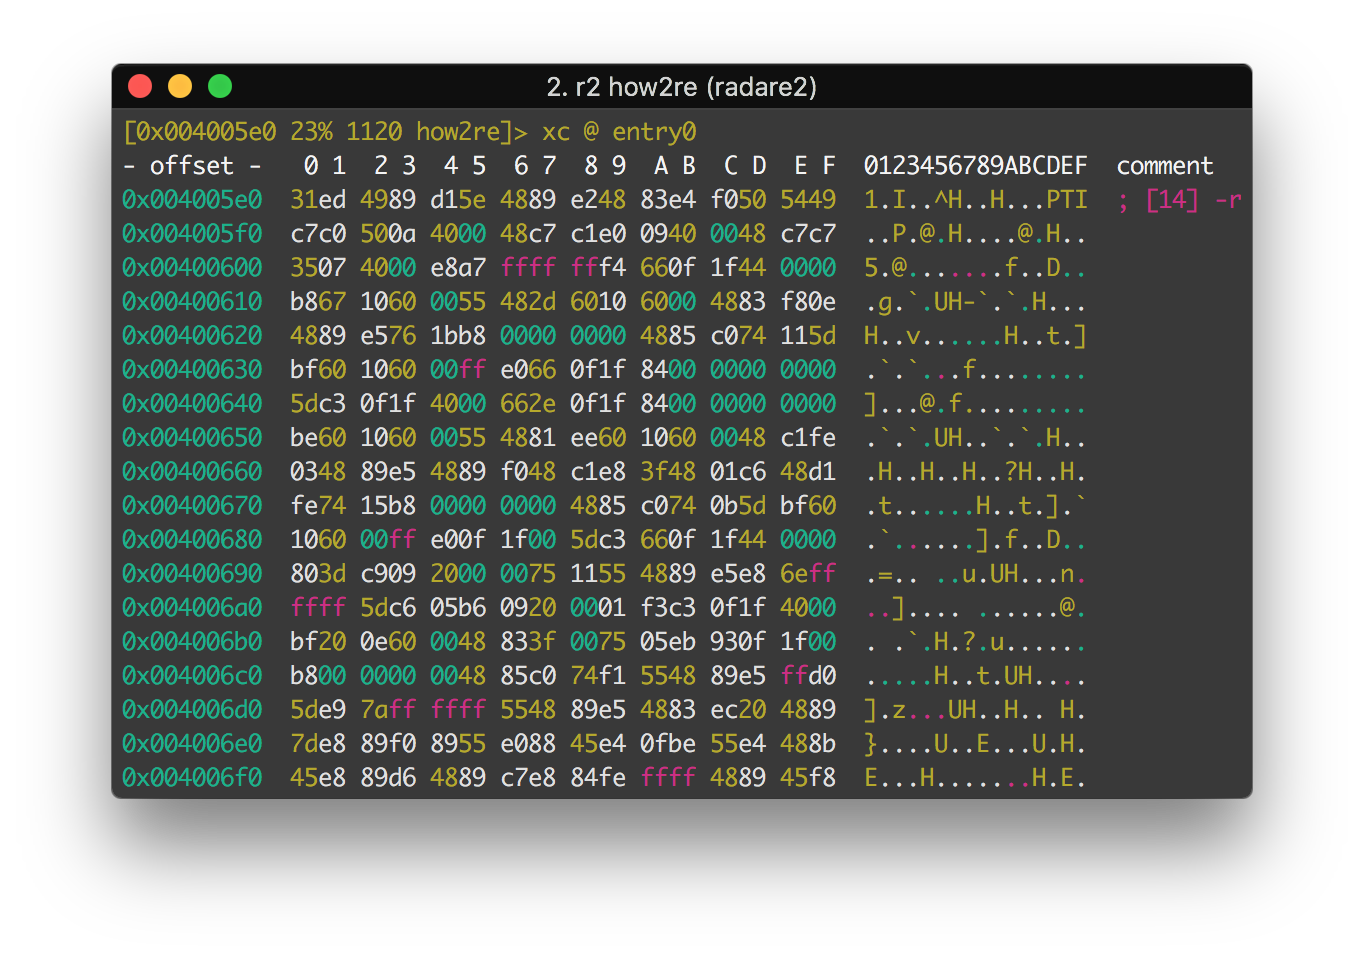 2. r2 how2re (radare2)
[0x004005e0 23% 1120 how2re]> xc @ entry0
- offset -   0 1  2 3  4 5  6 7  8 9  A B  C D  E F  0123456789ABCDEF  comment
0x004005e0  31ed 4989 d15e 4889 e248 83e4 f050 5449  1.I..^H..H...PTI  ; [14] -r
0x004005f0  c7c0 500a 4000 48c7 c1e0 0940 0048 c7c7  ..P.@.H....@.H..
0x00400600  3507 4000 e8a7 ffff fff4 660f 1f44 0000  5.@.......f..D..
0x00400610  b867 1060 0055 482d 6010 6000 4883 f80e  .g.`.UH-`.`.H...
0x00400620  4889 e576 1bb8 0000 0000 4885 c074 115d  H..v......H..t.]
0x00400630  bf60 1060 00ff e066 0f1f 8400 0000 0000  .`.`...f........
0x00400640  5dc3 0f1f 4000 662e 0f1f 8400 0000 0000  ]...@.f.........
0x00400650  be60 1060 0055 4881 ee60 1060 0048 c1fe  .`.`.UH..`.`.H..
0x00400660  0348 89e5 4889 f048 c1e8 3f48 01c6 48d1  .H..H..H..?H..H.
0x00400670  fe74 15b8 0000 0000 4885 c074 0b5d bf60  .t......H..t.].`
0x00400680  1060 00ff e00f 1f00 5dc3 660f 1f44 0000  .`......].f..D..
0x00400690  803d c909 2000 0075 1155 4889 e5e8 6eff  .=.. ..u.UH...n.
0x004006a0  ffff 5dc6 05b6 0920 0001 f3c3 0f1f 4000  ..].... ......@.
0x004006b0  bf20 0e60 0048 833f 0075 05eb 930f 1f00  . .`.H.?.u......
0x004006c0  b800 0000 0048 85c0 74f1 5548 89e5 ffd0  .....H..t.UH....
0x004006d0  5de9 7aff ffff 5548 89e5 4883 ec20 4889  ].z...UH..H.. H.
0x004006e0  7de8 89f0 8955 e088 45e4 0fbe 55e4 488b  }....U..E...U.H.
0x004006f0  45e8 89d6 4889 c7e8 84fe ffff 4889 45f8  E...H.......H.E.